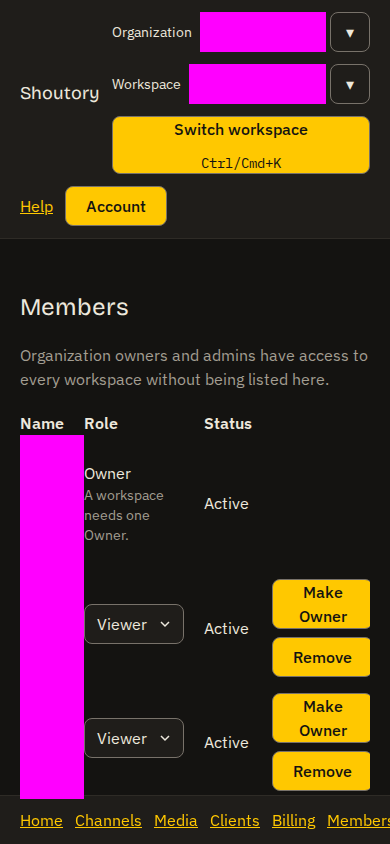 Organization ▾
Workspace ▾
Shoutory
Switch workspace
Ctrl/Cmd+K
Help Account
Members
Organization owners and admins have access to
every workspace without being listed here.
Name Role Status
Owner
A workspace
needs one
Owner.
Active
Make
Owner
Viewer Active
Remove
Make
Owner
Viewer Active
Remove
Home Channels Media Clients Billing Members